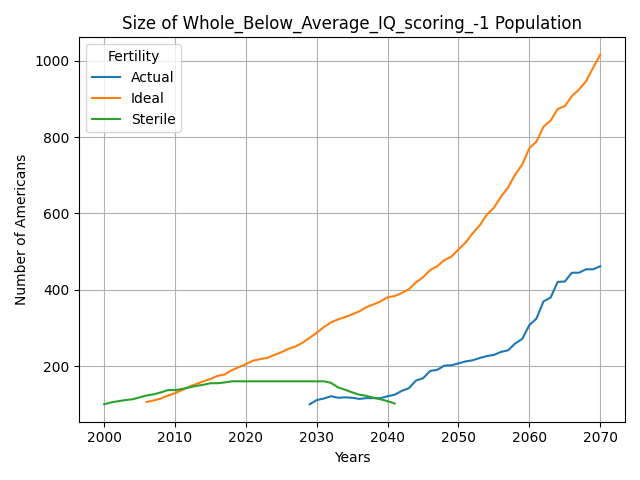 Size of Whole_Below_Average_IQ_scoring_-1 Population
Fertility
Actual
Ideal
Sterile
Number of Americans
1000
800
600
400
200
2000 2010 2020 2030 2040 2050 2060 2070
Years